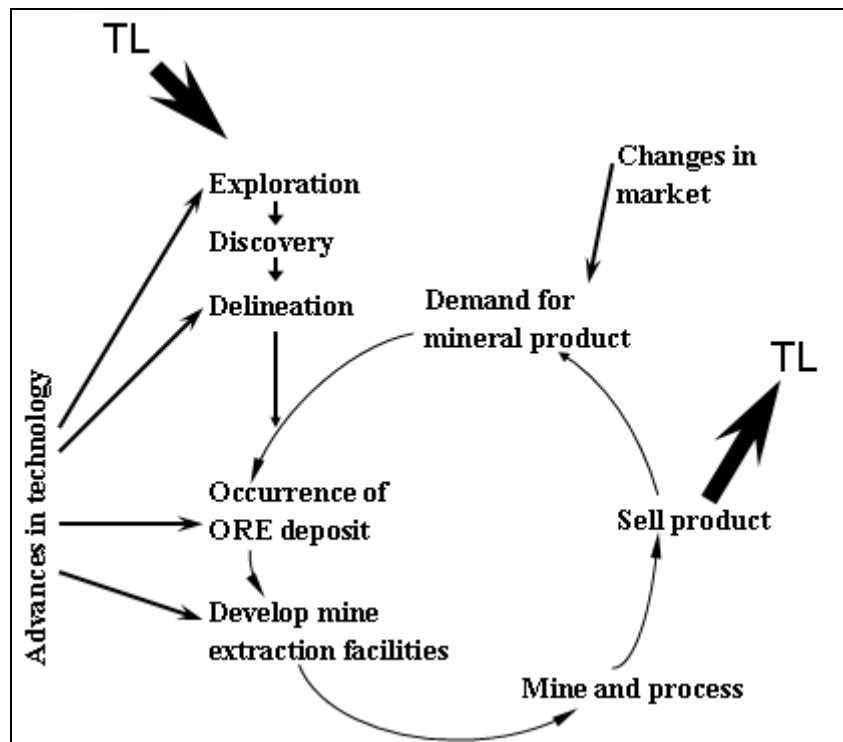 TL
Exploration
Discovery
Delineation
Changes in
market
Demand for
mineral product
TL
Advances in technology
Occurrence of
ORE deposit
Sell product
Develop mine
extraction facilities
Mine and process